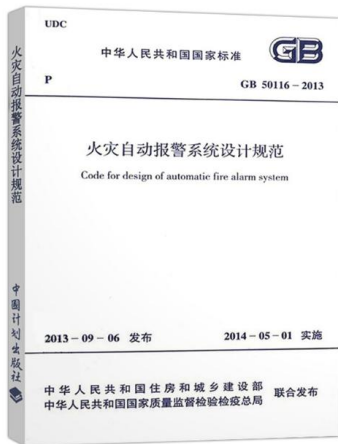 UDC
中华人民共和国国家标准
GB
P
GB 50116-2013
火灾自动报警系统设计规范
Code for design of automatic fire alarm system
2013-09-06 发布
2014-05-01 实施
中华人民共和国住房和城乡建设部
中华人民共和国国家质量监督检验检疫总局
联合发布
火灾自动报警系统设计规范
中国计划出版社